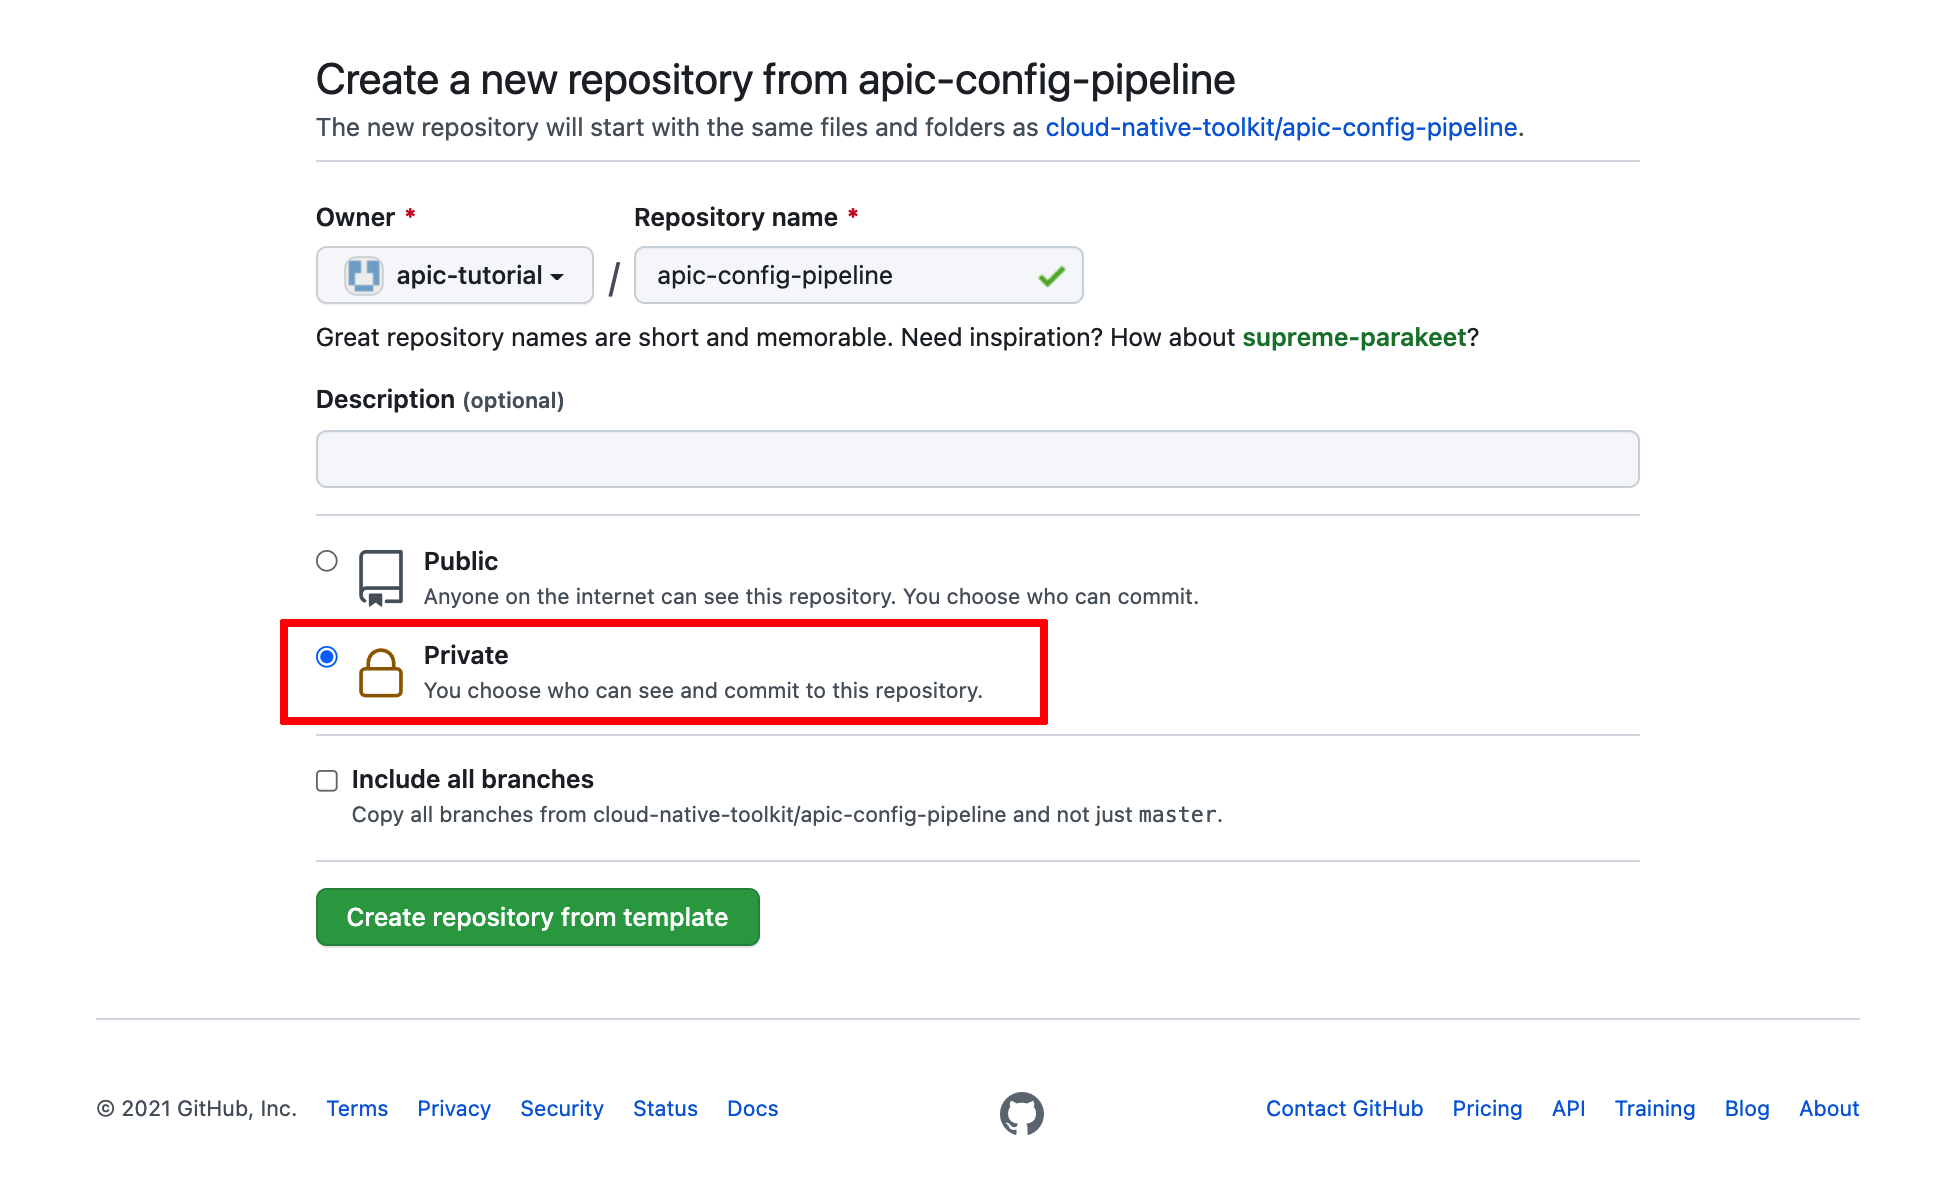 Create a new repository from apic-config-pipeline
The new repository will start with the same files and folders as cloud-native-toolkit/apic-config-pipeline.
Owner *
Repository name *
apic-tutorial / apic-config-pipeline
Great repository names are short and memorable. Need inspiration? How about supreme-parakeet?
Description (optional)
Public
Anyone on the internet can see this repository. You choose who can commit.
Private
You choose who can see and commit to this repository.
Include all branches
Copy all branches from cloud-native-toolkit/apic-config-pipeline and not just master.
Create repository from template
© 2021 GitHub, Inc. Terms Privacy Security Status Docs Contact GitHub Pricing API Training Blog About